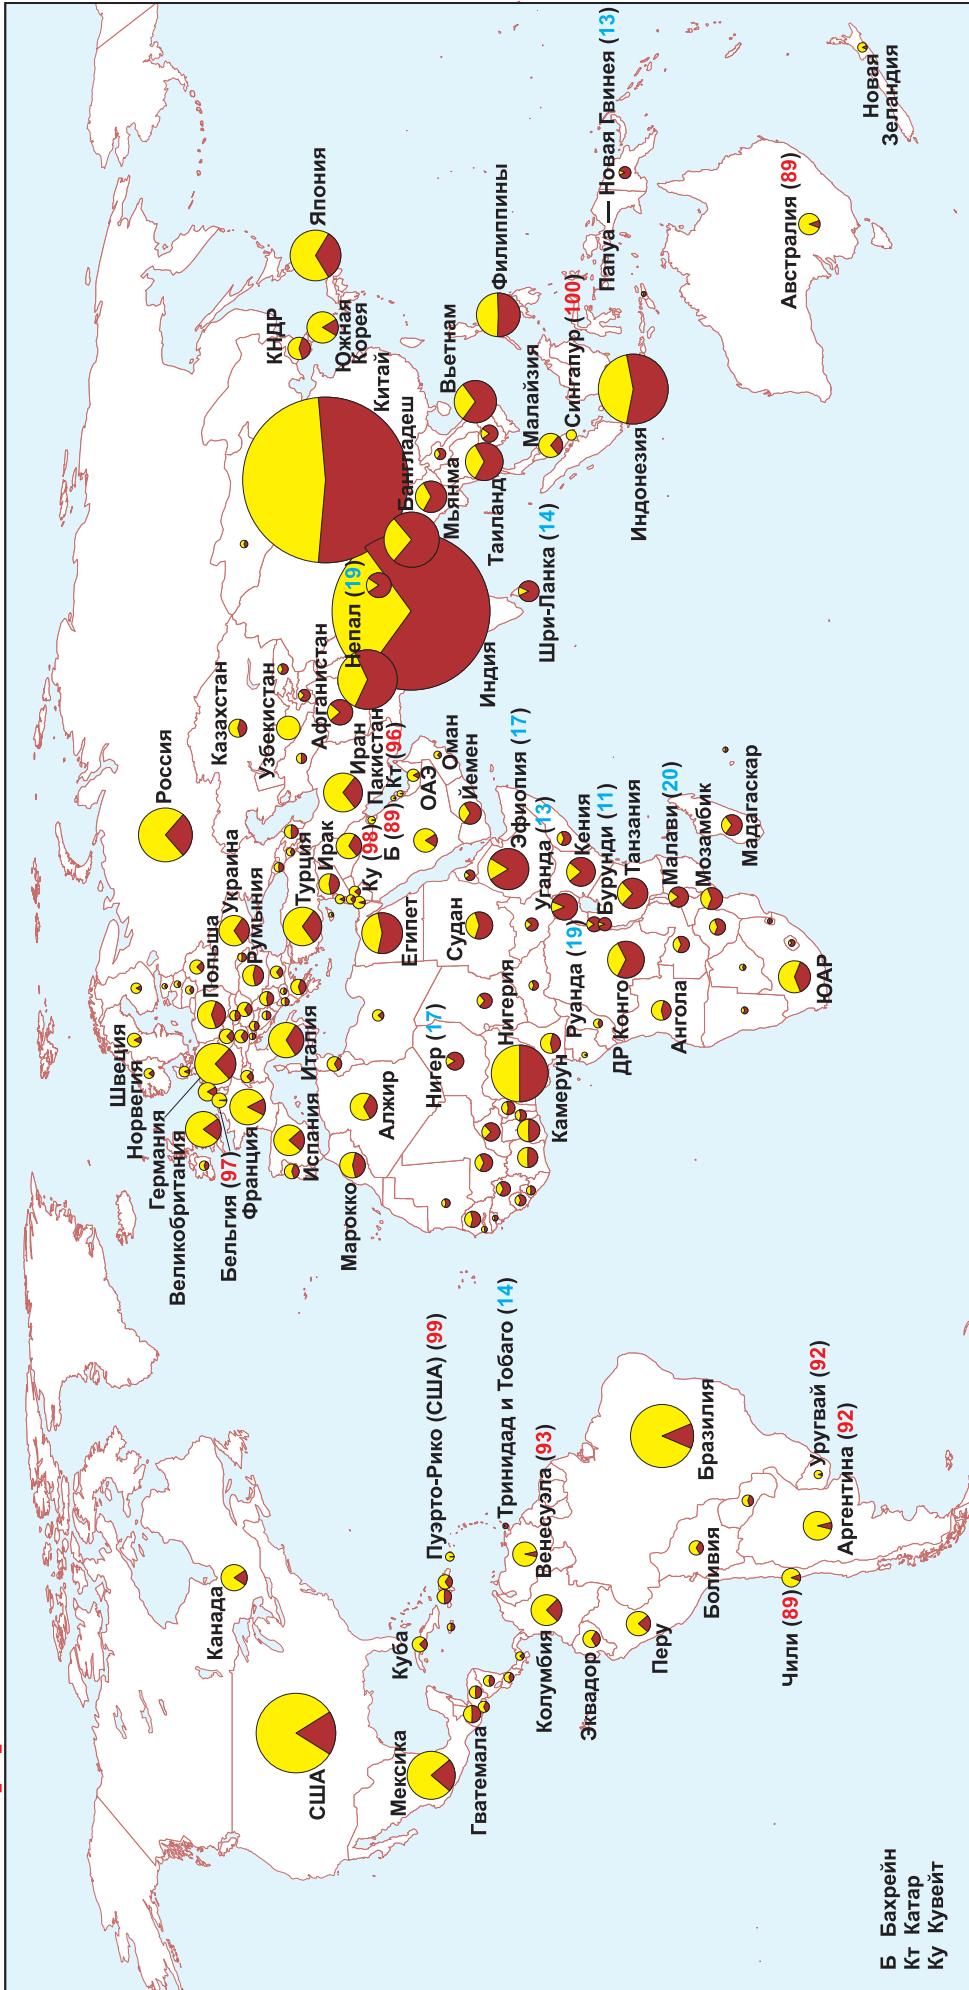 Канада
США
Мексика
Гватемала
Куба
Пуэрто-Рико (США) (99)
Тринидад и Тобаго (14)
Венесуэла (93)
Колумбия
Эквадор
Перу
Бразилия
Боливия
Чили (89)
Аргентина (92)
Уругвай (92)
Швеция
Норвегия
Германия
Великобритания
Бельгия (97)
Франция
Испания
Италия
Польша
Румыния
Украина
Россия
Турция
Ирак
Ку (98)
Б (89)
Кт (96)
ОАЭ
Оман
Йемен
Иран
Пакистан
Афганистан
Узбекистан
Казахстан
Непал (19)
Индия
Шри-Ланка (14)
Бангладеш
Мьянма
Таиланд
Вьетнам
Китай
КНДР
Южная
Корея
Япония
Филиппины
Малайзия
Сингапур (100)
Индонезия
Папуа — Новая Гвинея (13)
Австралия (89)
Новая
Зеландия
Марокко
Алжир
Египет
Нигер (17)
Нигерия
Камерун
Судан
Эфиопия (17)
Уганда (13)
Кения
Руанда (19)
Бурунди (11)
Танзания
ДР Конго
Ангола
Малави (20)
Мозамбик
Мадагаскар
ЮАР
Б Бахрейн
Кт Катар
Ку Кувейт